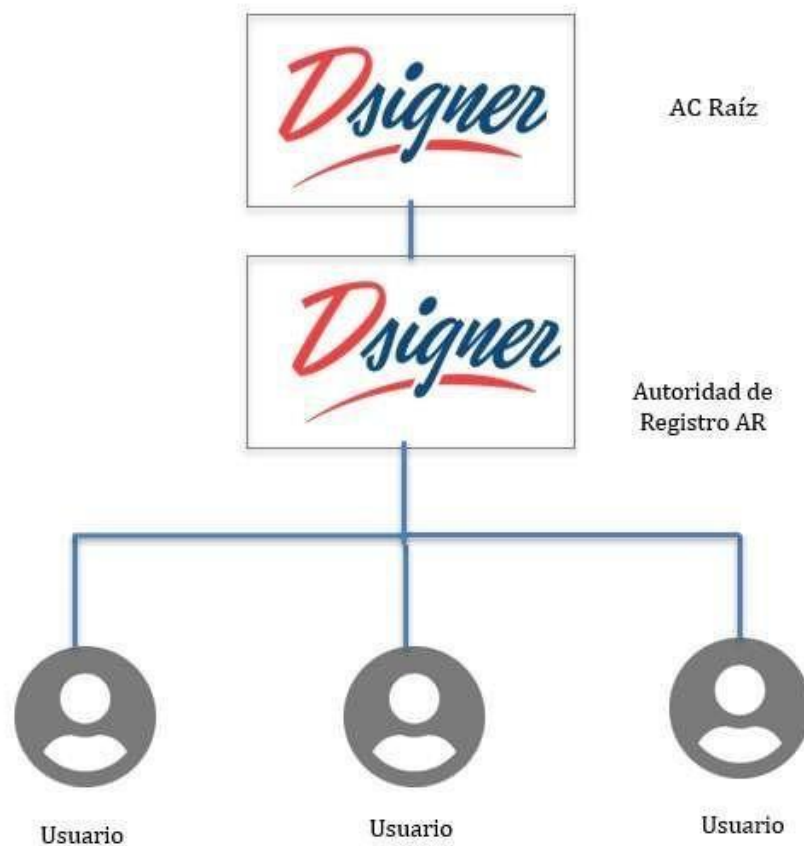 Dsigner
AC Raíz
Dsigner
Autoridad de
Registro AR
Usuario
Usuario
Usuario